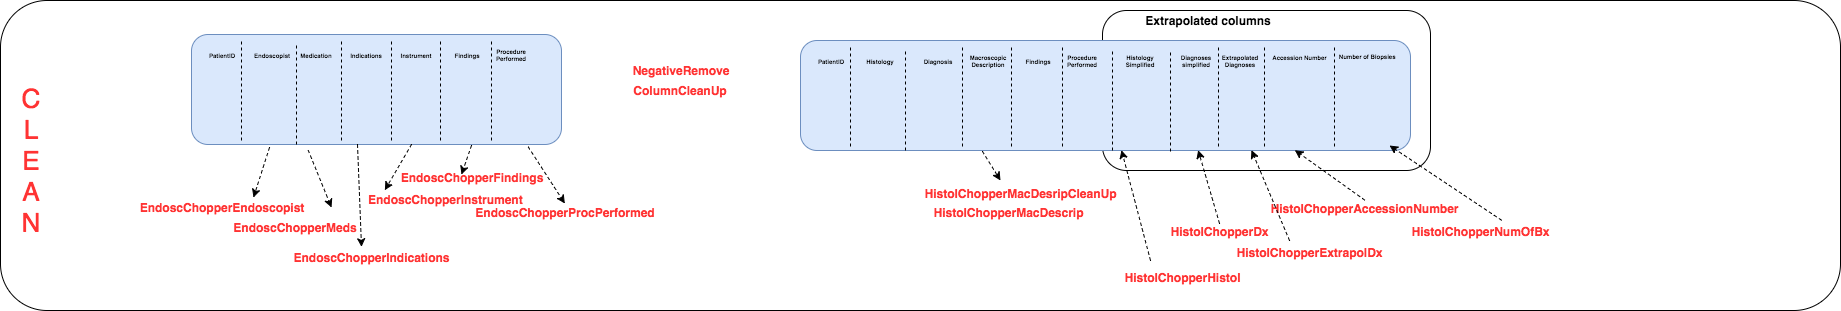 C
L
E
A
N
PatientID
Endoscopist
Medication
Indications
Instrument
Findings
Procedure
Performed
EndoscChopperEndoscopist
EndoscChopperMeds
EndoscChopperIndications
EndoscChopperFindings
EndoscChopperInstrument
EndoscChopperProcPerformed
NegativeRemove
ColumnCleanUp
Extrapolated columns
PatientID
Histology
Diagnosis
Macroscopic
Description
Findings
Procedure
Performed
Histology
Simplified
Diagnoses
simplified
Extrapolated
Diagnoses
Accession Number
Number of Biopsies
HistolChopperMacDesripCleanUp
HistolChopperMacDescrip
HistolChopperAccessionNumber
HistolChopperDx
HistolChopperNumOfBx
HistolChopperExtrapolDx
HistolChopperHistol